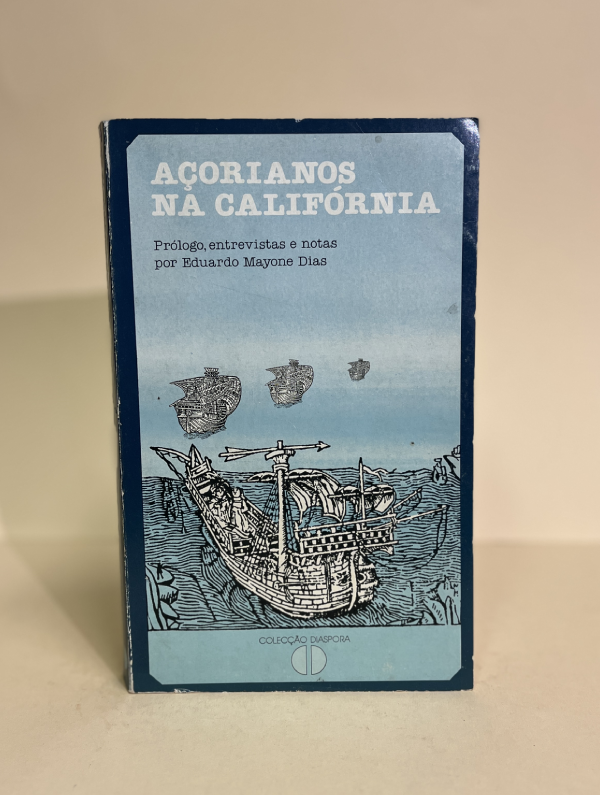 AÇORIANOS
NA CALIFÓRNIA
Prólogo, entrevistas e notas
por Eduardo Mayone Dias
COLECÇÃO DIASPORA